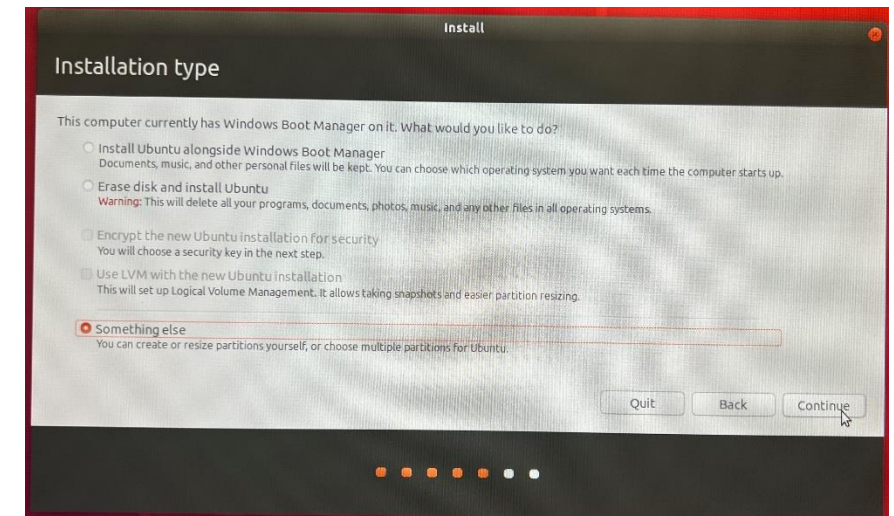 Install
Installation type
This computer currently has Windows Boot Manager on it. What would you like to do?
Install Ubuntu alongside Windows Boot Manager
Documents, music, and other personal files will be kept. You can choose which operating system you want each time the computer starts up.
Erase disk and install Ubuntu
Warning: This will delete all your programs, documents, photos, music, and any other files in all operating systems.
Encrypt the new Ubuntu installation for security
You will choose a security key in the next step.
Use LVM with the new Ubuntu installation
This will set up Logical Volume Management. It allows taking snapshots and easier partition resizing.
Something else
You can create or resize partitions yourself, or choose multiple partitions for Ubuntu.
Quit Back Continue